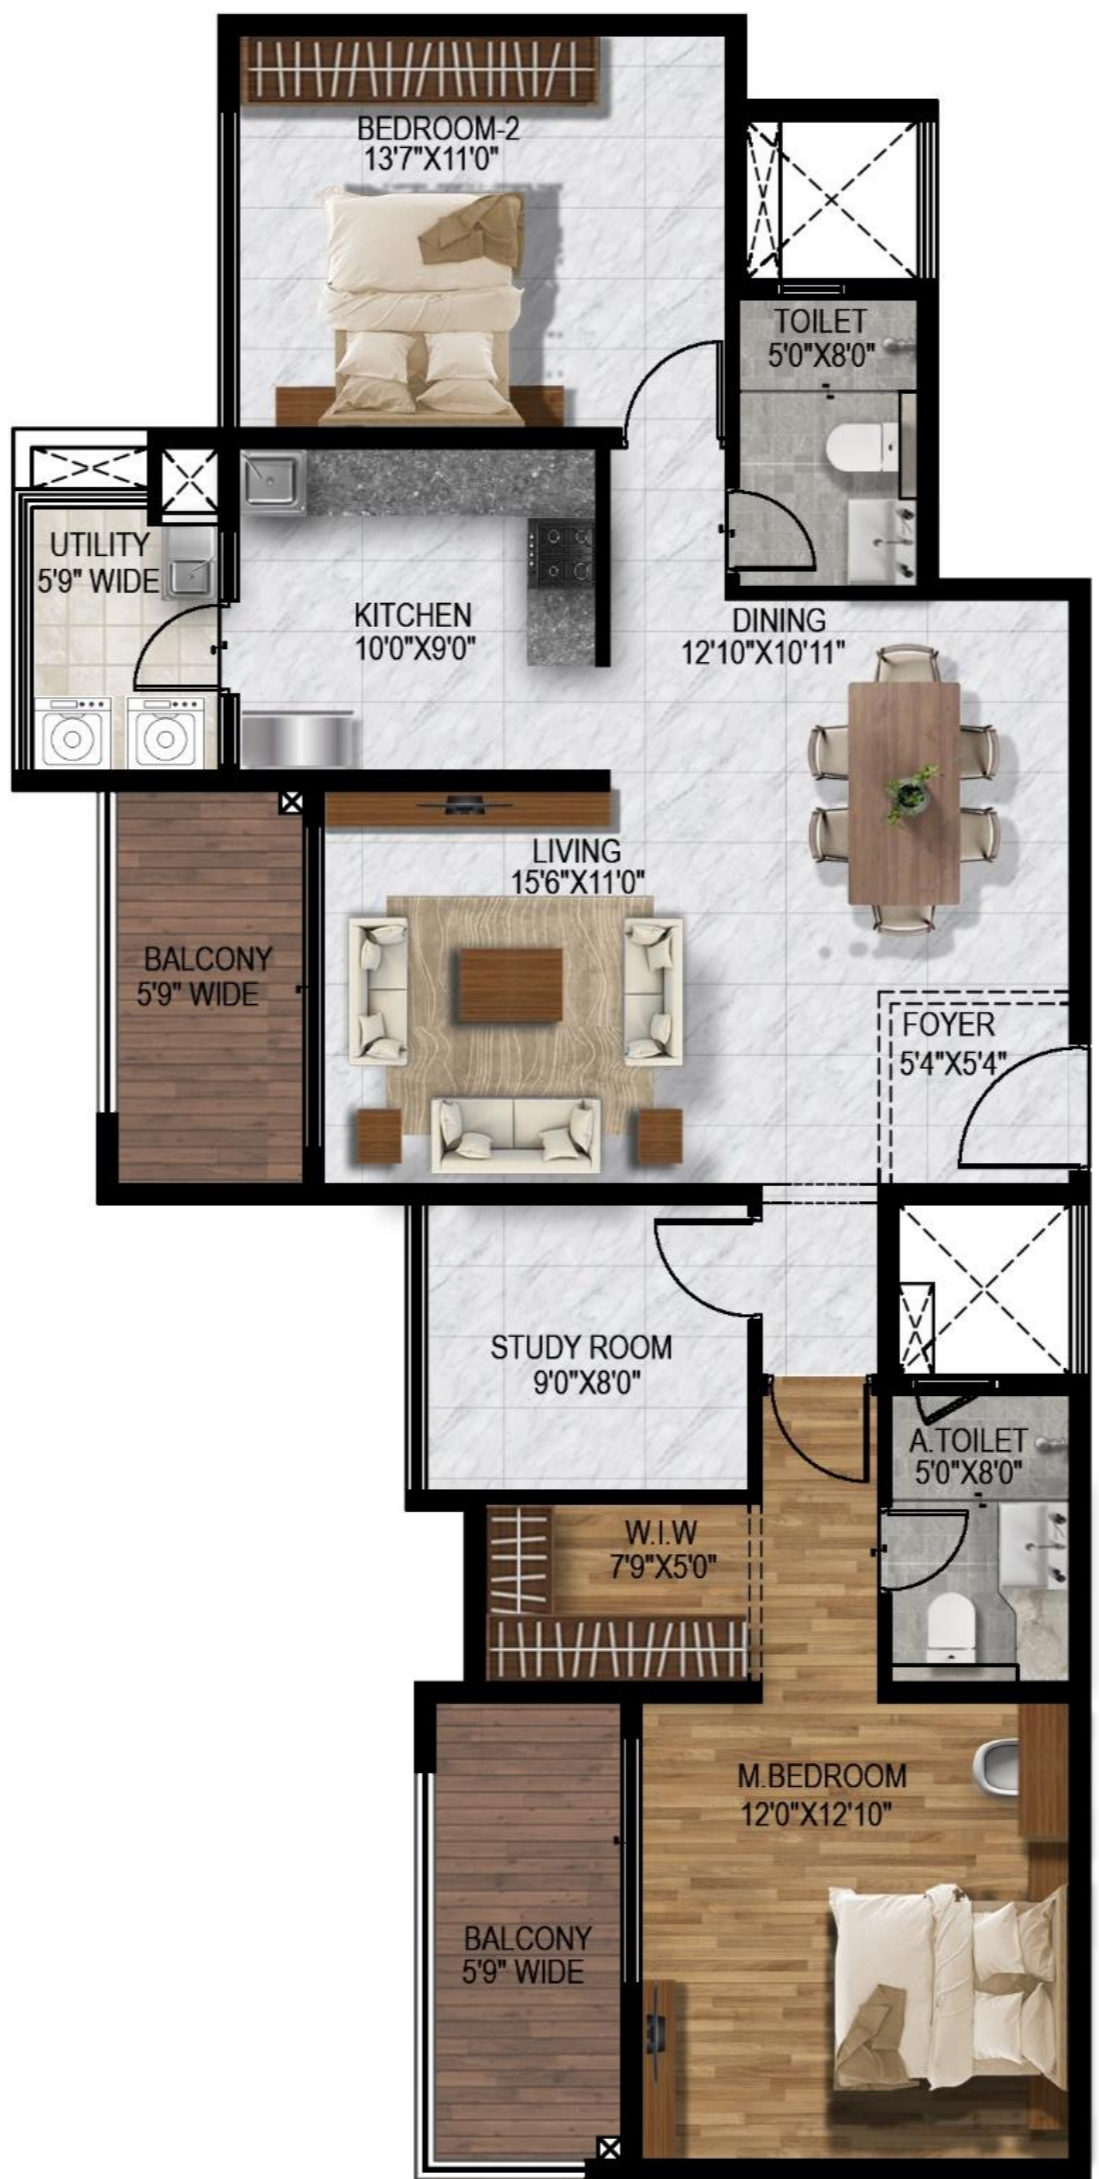 BEDROOM-2
13'7"X11'0"
TOILET
5'0"X8'0"
UTILITY
5'9" WIDE
KITCHEN
10'0"X9'0"
DINING
12'10"X10'11"
LIVING
15'6"X11'0"
BALCONY
5'9" WIDE
FOYER
5'4"X5'4"
STUDY ROOM
9'0"X8'0"
A.TOILET
5'0"X8'0"
W.I.W
7'9"X5'0"
M.BEDROOM
12'0"X12'10"
BALCONY
5'9" WIDE